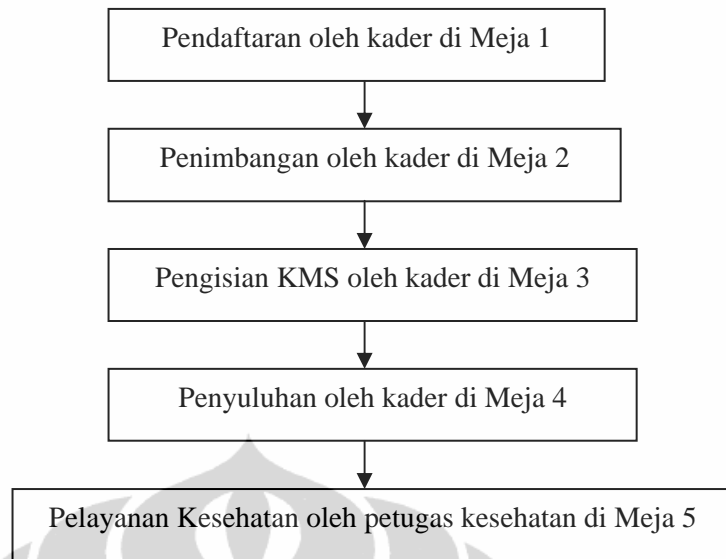 Pendaftaran oleh kader di Meja 1
Penimbangan oleh kader di Meja 2
Pengisian KMS oleh kader di Meja 3
Penyuluhan oleh kader di Meja 4
Pelayanan Kesehatan oleh petugas kesehatan di Meja 5